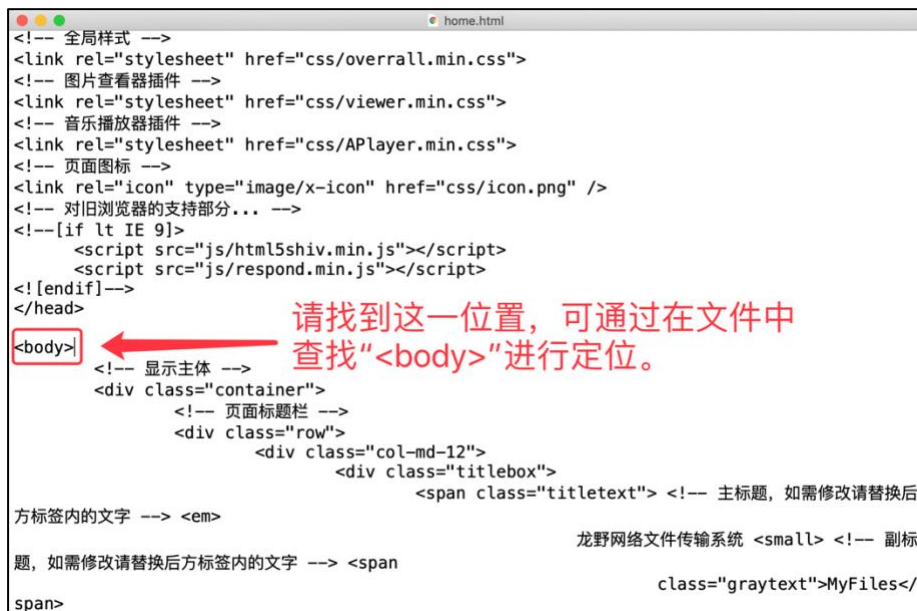 home.html
<!-- 全局样式 -->
<link rel="stylesheet" href="css/overrall.min.css">
<!-- 图片查看器插件 -->
<link rel="stylesheet" href="css/viewer.min.css">
<!-- 音乐播放器插件 -->
<link rel="stylesheet" href="css/APlayer.min.css">
<!-- 页面图标 -->
<link rel="icon" type="image/x-icon" href="css/icon.png" />
<!-- 对旧浏览器的支持部分... -->
<!--[if lt IE 9]>
<script src="js/html5shiv.min.js"></script>
<script src="js/respond.min.js"></script>
<![endif]-->
</head>
请找到这一位置，可通过在文件中
查找“<body>”进行定位。
<body>
<!-- 显示主体 -->
<div class="container">
<!-- 页面标题栏 -->
<div class="row">
<div class="col-md-12">
<div class="titlebox">
<span class="titletext"> <!-- 主标题，如需修改请替换后
方标签内的文字 --> <em>
龙野网络文件传输系统 <small> <!-- 副标
题，如需修改请替换后方标签内的文字 --> <span
class="graytext">MyFiles</
span>